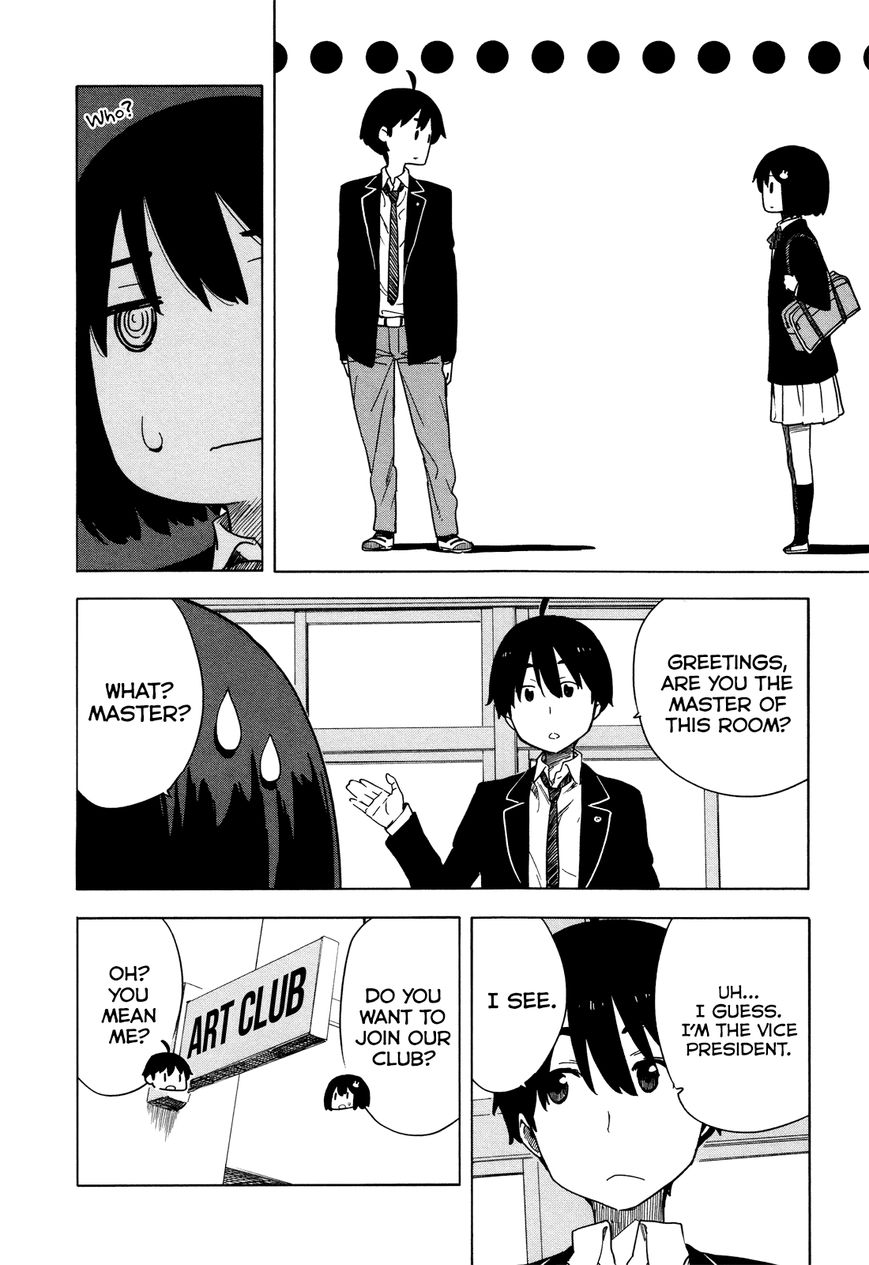 Who?
GREETINGS,
ARE YOU THE
MASTER OF
THIS ROOM?
WHAT?
MASTER?
UH...
I GUESS.
I'M THE VICE
PRESIDENT.
I SEE.
DO YOU
WANT TO
JOIN OUR
CLUB?
ART CLUB
OH?
YOU
MEAN
ME?